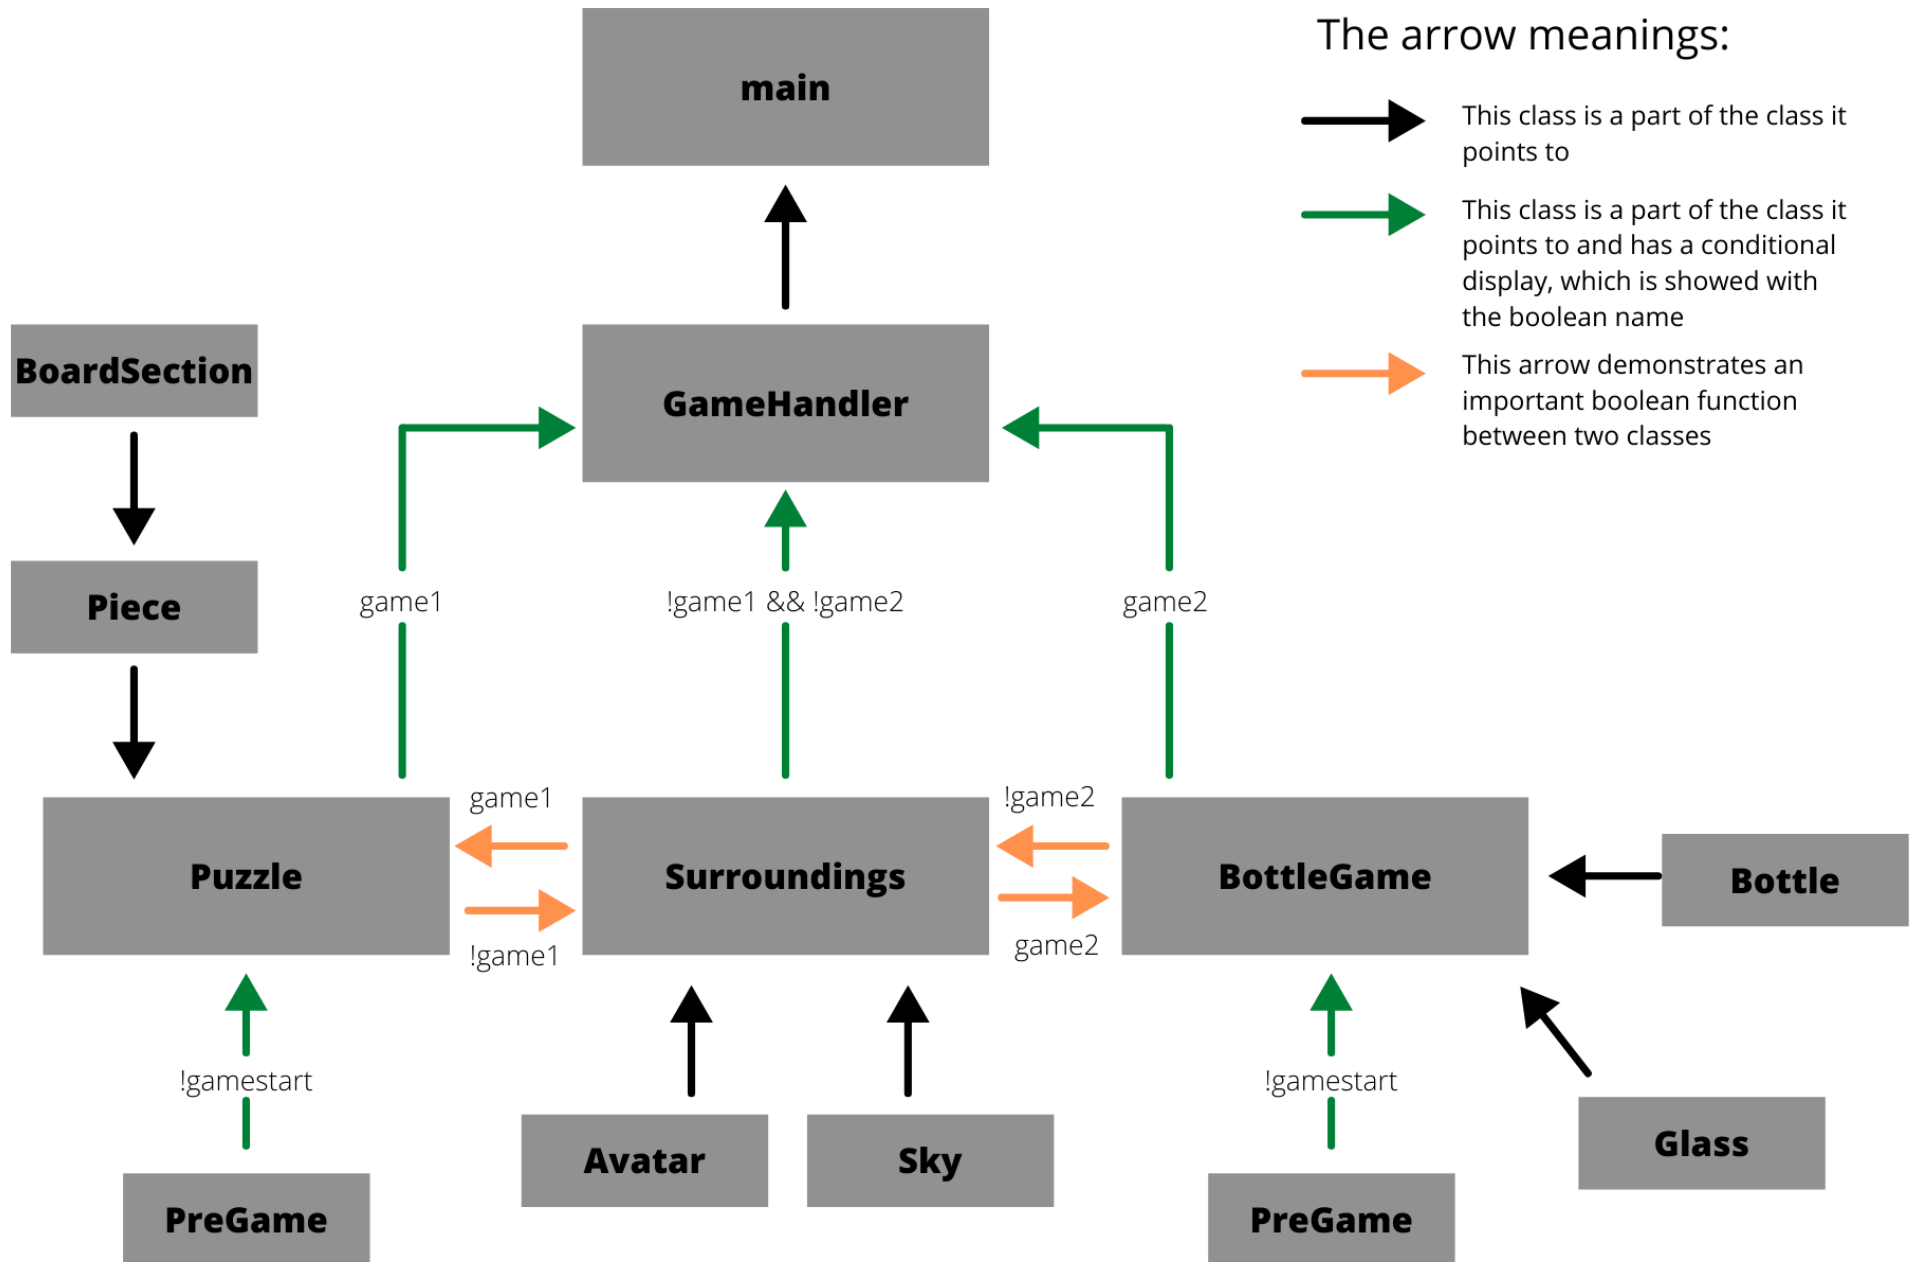 main
The arrow meanings:
This class is a part of the class it
points to
This class is a part of the class it
points to and has a conditional
display, which is showed with
the boolean name
This arrow demonstrates an
important boolean function
between two classes
BoardSection
GameHandler
Piece
game1
!game1 && !game2
game2
game1
!game2
Puzzle
Surroundings
BottleGame
Bottle
!game1
game2
!gamestart
!gamestart
Avatar
Sky
Glass
PreGame
PreGame